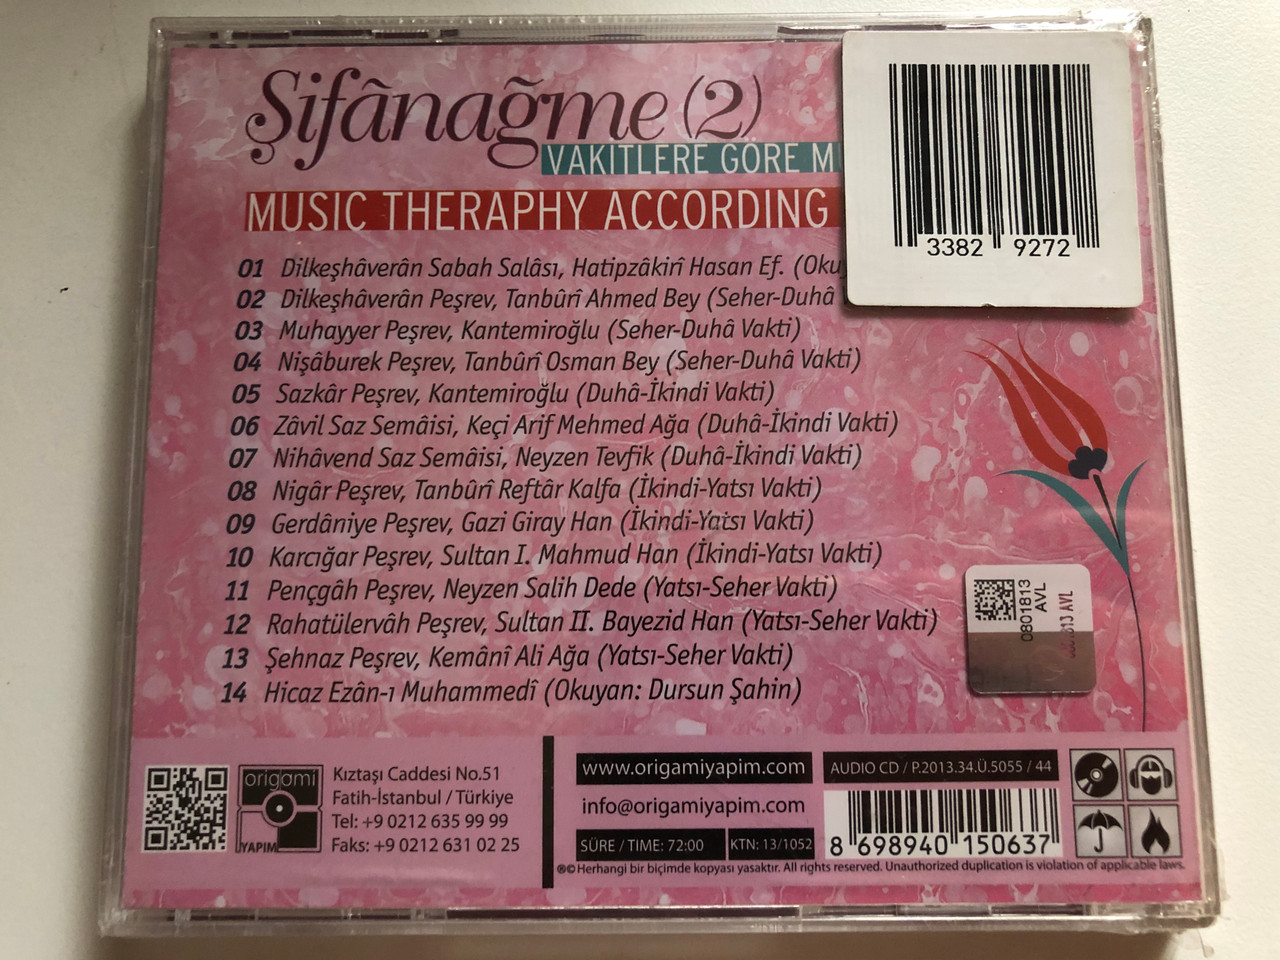 Şifânağme (2)
VAKITLERE GÖRE
MUSIC THERAPHY ACCORDING
3382 9272
01 Dilkeşhâverân Sabah Salâsı, Hatipzâkirî Hasan Ef.
02 Dilkeşhâverân Peşrev, Tanbûrî Ahmed Bey (Seher-Duhâ
03 Muhayyer Peşrev, Kantemiroğlu (Seher-Duhâ Vakti)
04 Nişâburek Peşrev, Tanbûrî Osman Bey (Seher-Duhâ Vakti)
05 Sazkâr Peşrev, Kantemiroğlu (Duhâ-İkindi Vakti)
06 Zâvil Saz Semâisi, Keçi Arif Mehmed Ağa (Duhâ-İkindi Vakti)
07 Nihâvend Saz Semâisi, Neyzen Tevfik (Duhâ-İkindi Vakti)
08 Nigâr Peşrev, Tanbûrî Reftâr Kalfa (İkindi-Yatsı Vakti)
09 Gerdâniye Peşrev, Gazi Giray Han (İkindi-Yatsı Vakti)
10 Karcığar Peşrev, Sultan I. Mahmud Han (İkindi-Yatsı Vakti)
11 Pençgâh Peşrev, Neyzen Salih Dede (Yatsı-Seher Vakti)
12 Rahatülervâh Peşrev, Sultan II. Bayezid Han (Yatsı-Seher Vakti)
13 Şehnaz Peşrev, Kemânî Ali Ağa (Yatsı-Seher Vakti)
14 Hicaz Ezân-ı Muhammedî (Okuyan: Dursun Şahin)
0801813
AVL
origami
YAPIM
Kıztaşı Caddesi No.51
Fatih-İstanbul / Türkiye
Tel: +9 0212 635 99 99
Faks: +9 0212 631 02 25
www.origamiyapim.com
info@origamiyapim.com
SÜRE / TIME: 72:00 KTN: 13/1052
AUDIO CD / P.2013.34.Ü.5055 / 44
8 698940 150637
℗© Herhangi bir biçimde kopyası yasaktır. All rights reserved. Unauthorized duplication is violation of applicable laws.